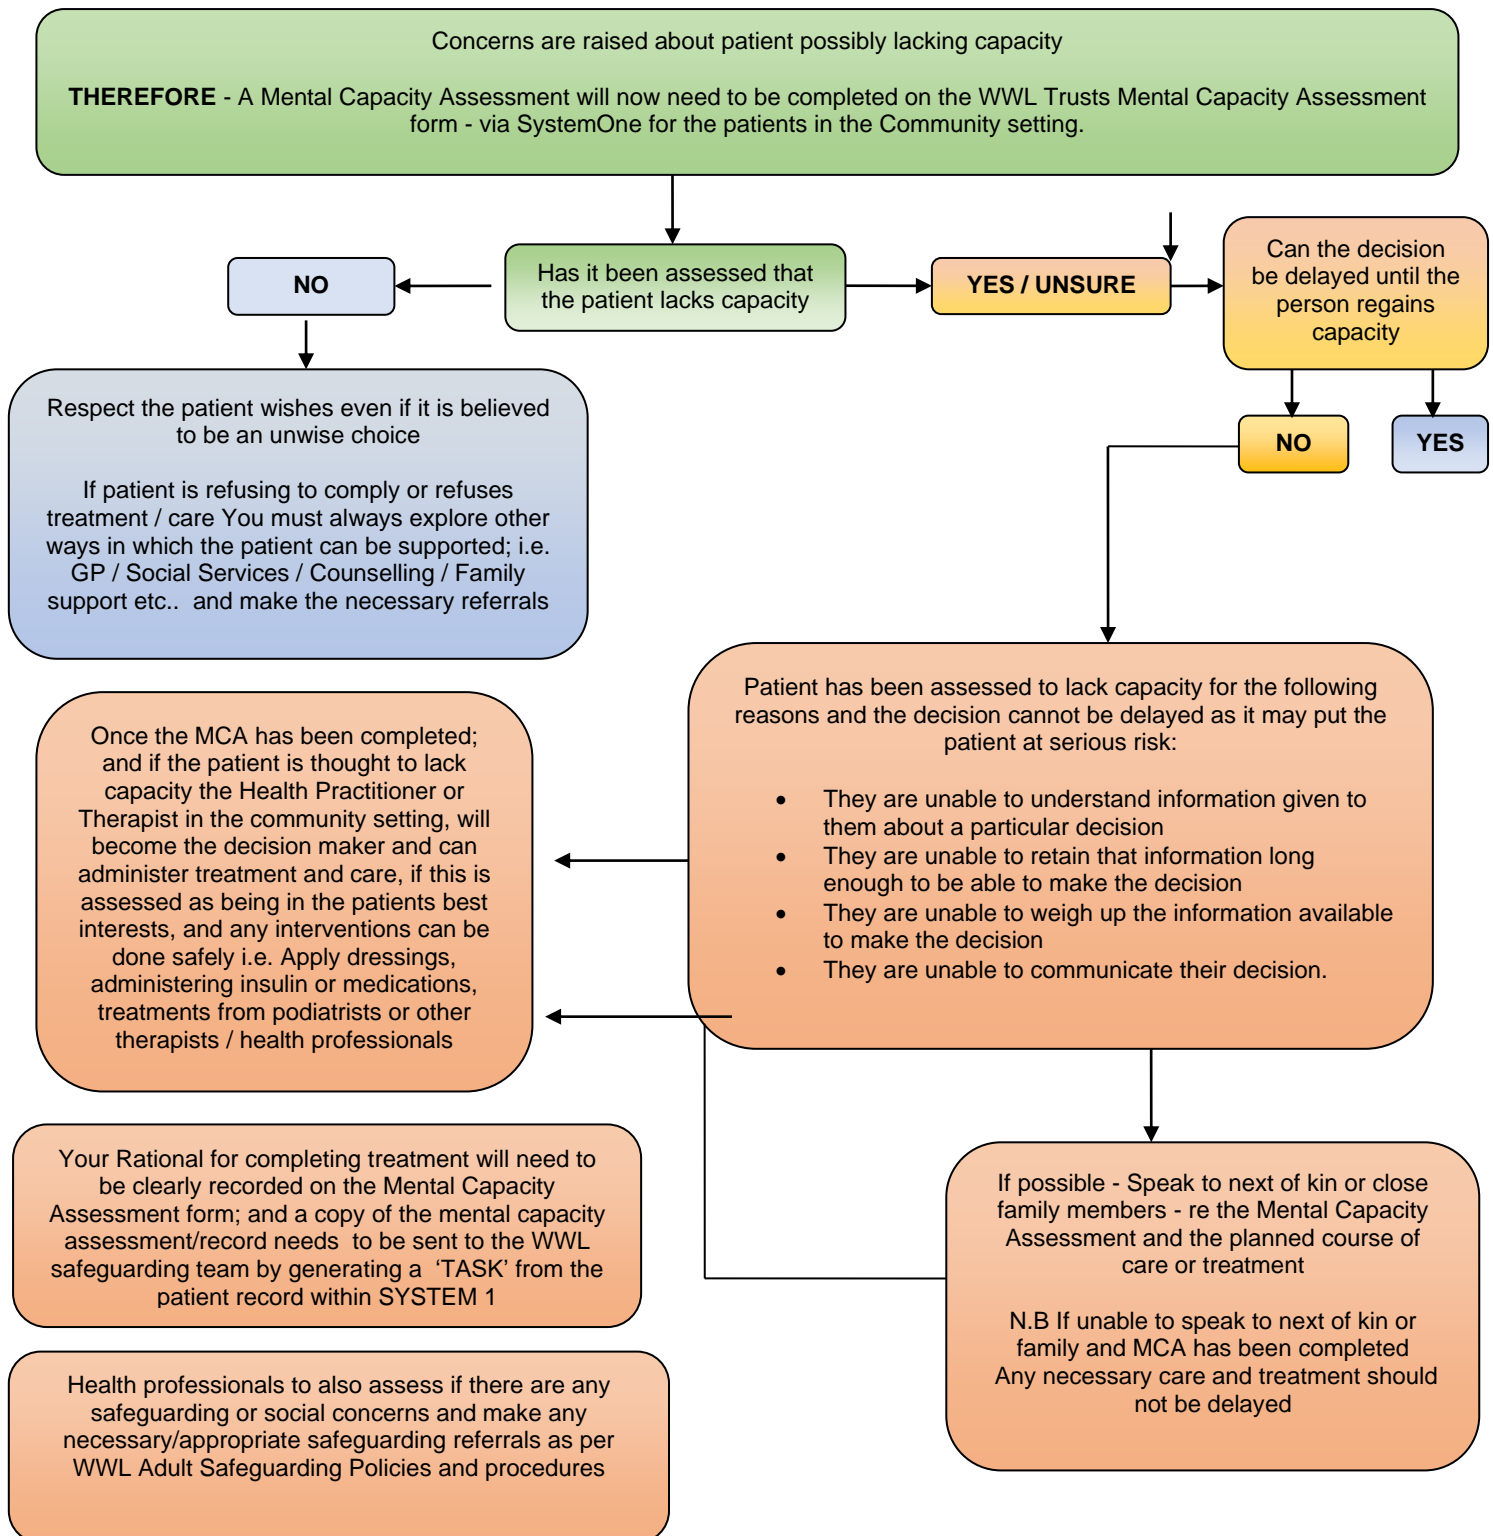 Concerns are raised about patient possibly lacking capacity
THEREFORE - A Mental Capacity Assessment will now need to be completed on the WWL Trusts Mental Capacity Assessment
form - via SystemOne for the patients in the Community setting.
NO
Has it been assessed that
the patient lacks capacity
YES / UNSURE
Can the decision
be delayed until the
person regains
capacity
NO
YES
Respect the patient wishes even if it is believed
to be an unwise choice
If patient is refusing to comply or refuses
treatment / care You must always explore other
ways in which the patient can be supported; i.e.
GP / Social Services / Counselling / Family
support etc.. and make the necessary referrals
Patient has been assessed to lack capacity for the following
reasons and the decision cannot be delayed as it may put the
patient at serious risk:
• They are unable to understand information given to
them about a particular decision
• They are unable to retain that information long
enough to be able to make the decision
• They are unable to weigh up the information available
to make the decision
• They are unable to communicate their decision.
Once the MCA has been completed;
and if the patient is thought to lack
capacity the Health Practitioner or
Therapist in the community setting, will
become the decision maker and can
administer treatment and care, if this is
assessed as being in the patients best
interests, and any interventions can be
done safely i.e. Apply dressings,
administering insulin or medications,
treatments from podiatrists or other
therapists / health professionals
Your Rational for completing treatment will need to
be clearly recorded on the Mental Capacity
Assessment form; and a copy of the mental capacity
assessment/record needs to be sent to the WWL
safeguarding team by generating a ‘TASK’ from the
patient record within SYSTEM 1
If possible - Speak to next of kin or close
family members - re the Mental Capacity
Assessment and the planned course of
care or treatment
N.B If unable to speak to next of kin or
family and MCA has been completed
Any necessary care and treatment should
not be delayed
Health professionals to also assess if there are any
safeguarding or social concerns and make any
necessary/appropriate safeguarding referrals as per
WWL Adult Safeguarding Policies and procedures